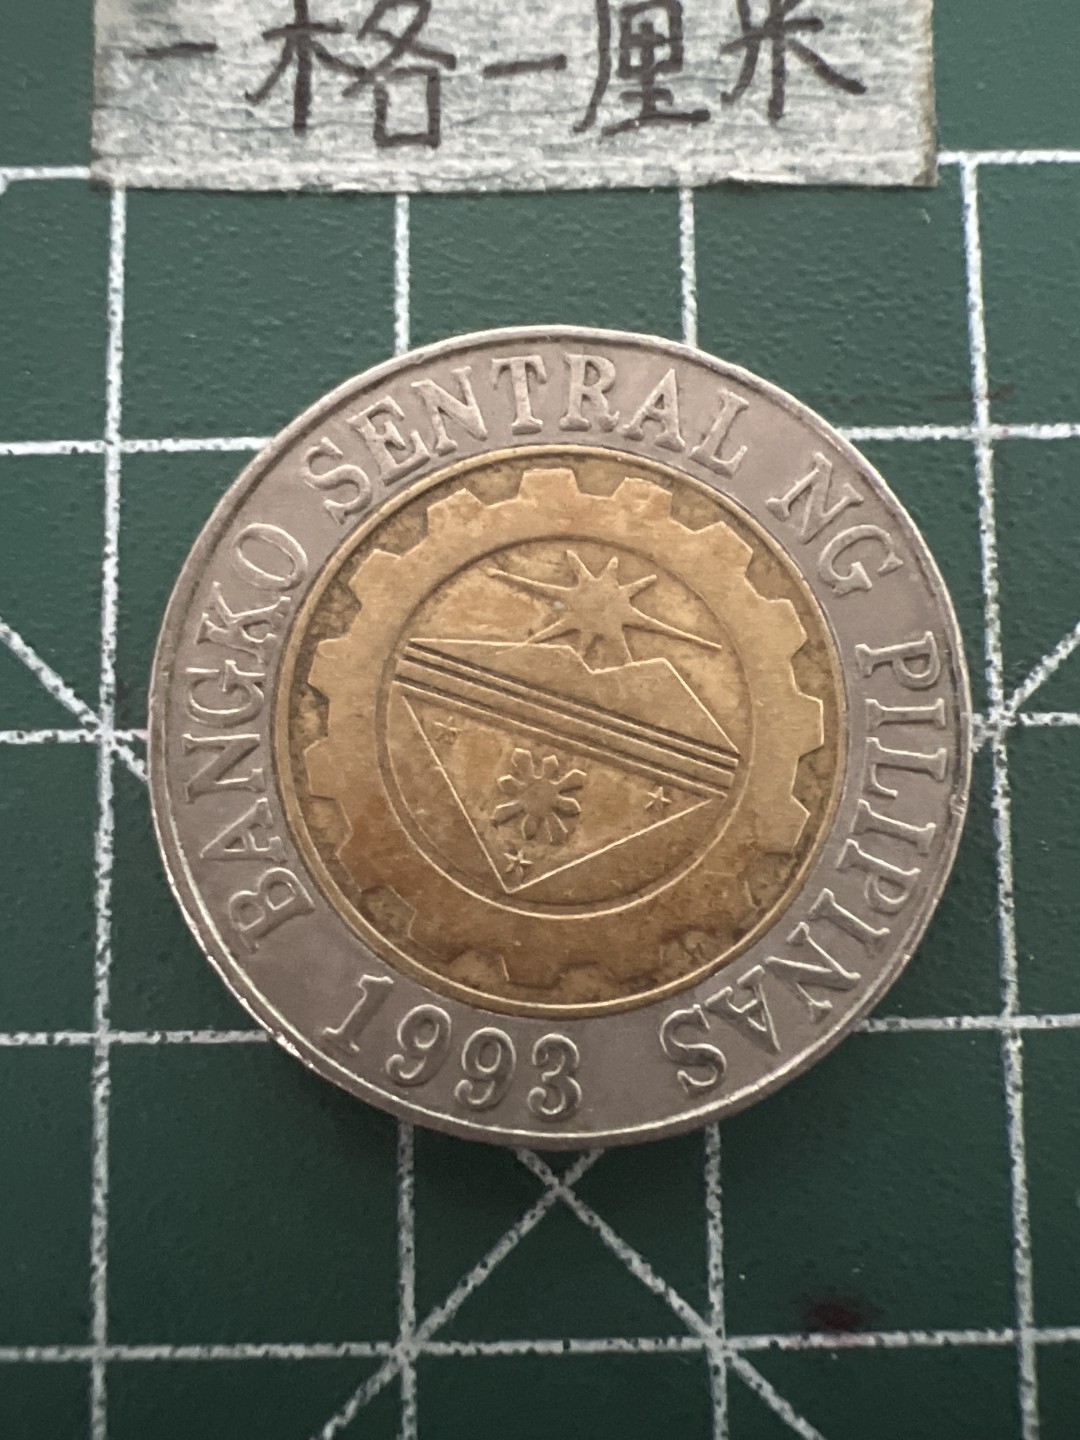 一格一厘米
BANGKO SENTRAL NG PILIPINAS
1993